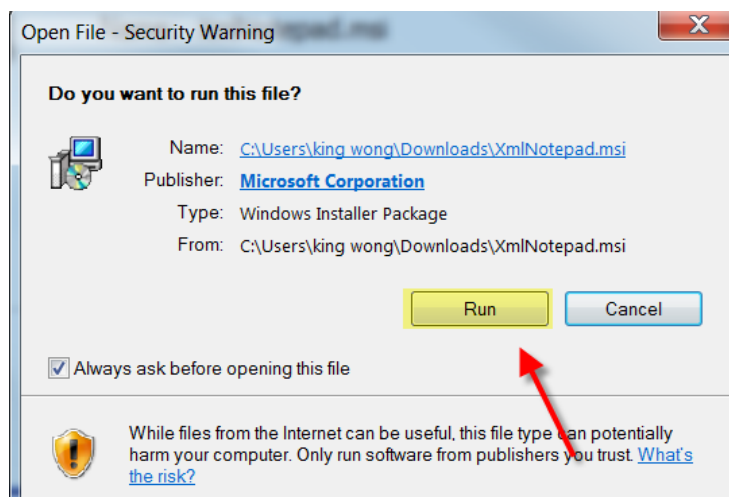 Open File - Security Warning
Do you want to run this file?
Name: C:\Users\king wong\Downloads\XmlNotepad.msi
Publisher: Microsoft Corporation
Type: Windows Installer Package
From: C:\Users\king wong\Downloads\XmlNotepad.msi
Run Cancel
Always ask before opening this file
While files from the Internet can be useful, this file type can potentially
harm your computer. Only run software from publishers you trust. What's
the risk?